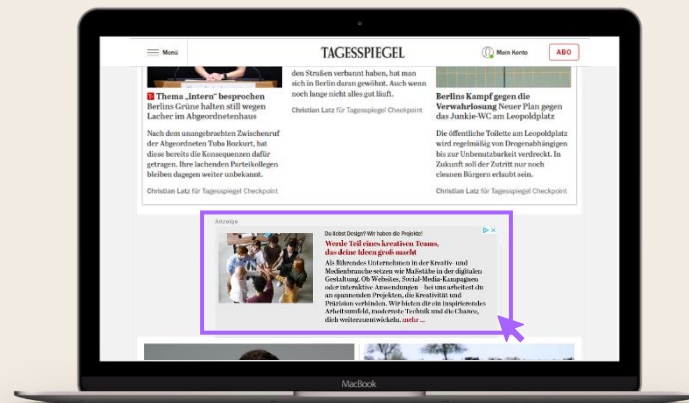 Menü
TAGESSPIEGEL
Mein Konto
ABO
Thema „intern“ besprochen
Berlins Grüne halten still wegen
Lacher im Abgeordnetenhaus
Nach dem unangebrachten Zwischenruf
der Abgeordneten Tuba Bozkurt, hat
diese bereits die Konsequenzen dafür
getragen. Ihre lachenden Parteikollegen
bleiben dagegen weiter unbekannt.
Christian Latz für Tagesspiegel Checkpoint
den Straßen verbannt haben, hat man
sich in Berlin daran gewöhnt. Auch wenn
noch lange nicht alles gut läuft.
Christian Latz für Tagesspiegel Checkpoint
Berlins Kampf gegen die
Verwahrlosung Neuer Plan gegen
das Junkie-WC am Leopoldplatz
Die öffentliche Toilette am Leopoldplatz
wird regelmäßig von Drogenabhängigen
bis zur Unbenutzbarkeit verdreckt. In
Zukunft soll der Zutritt nur noch
cleanen Bürgern erlaubt sein.
Christian Latz für Tagesspiegel Checkpoint
Anzeige
Du liebst Design? Wir haben die Projekte!
Werde Teil eines kreativen Teams,
das deine Ideen groß macht
Als führendes Unternehmen in der Kreativ- und
Medienbranche setzen wir Maßstäbe in der digitalen
Gestaltung. Ob Websites, Social-Media-Kampagnen
oder interaktive Anwendungen – bei uns arbeitest du
an spannenden Projekten, die Kreativität und
Präzision verbinden. Wir bieten dir ein inspirierendes
Arbeitsumfeld, modernste Technik und die Chance,
dich weiterzuentwickeln. mehr ...
MacBook